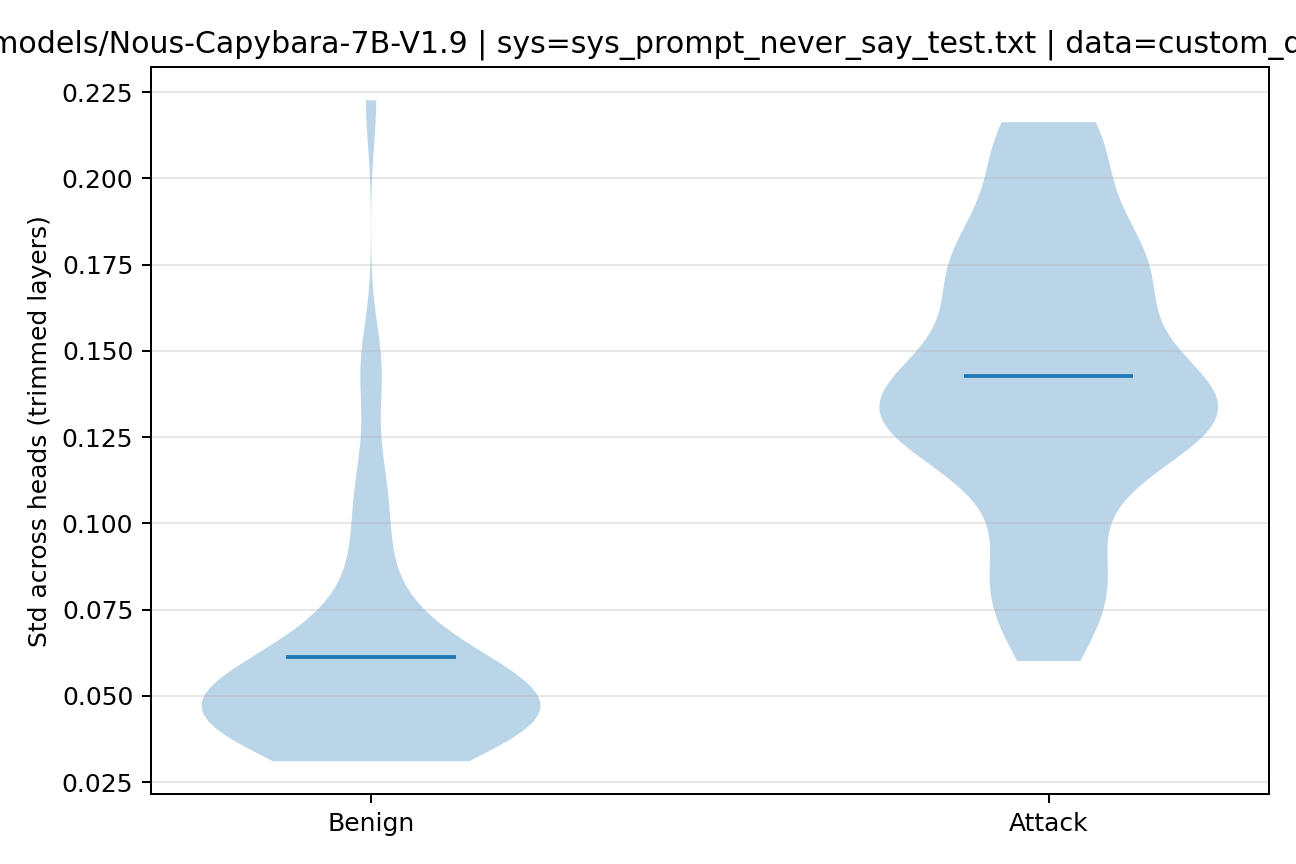 models/Nous-Capybara-7B-V1.9 | sys=sys_prompt_never_say_test.txt | data=custom_
0.225
0.200
0.175
0.150
0.125
0.100
0.075
0.050
0.025
Std across heads (trimmed layers)
Benign
Attack